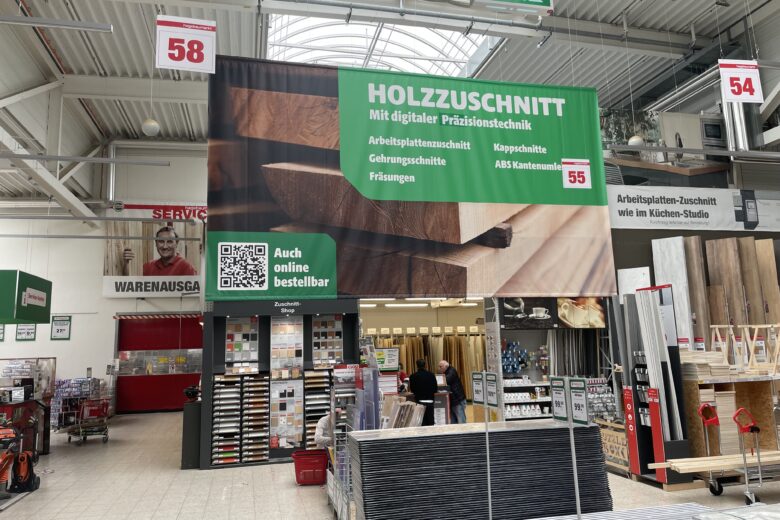 hagebaumarkt
58
54
HOLZZUSCHNITT
Mit digitaler Präzisionstechnik
Arbeitsplattenzuschnitt
Gehrungsschnitte
Fräsungen
Kappschnitte
ABS Kantenumle
55
Auch
online
bestellbar
SERVIC
WARENAUSGA
Arbeitsplatten-Zuschnitt
wie im Küchen-Studio
Zuschnitt-
Shop